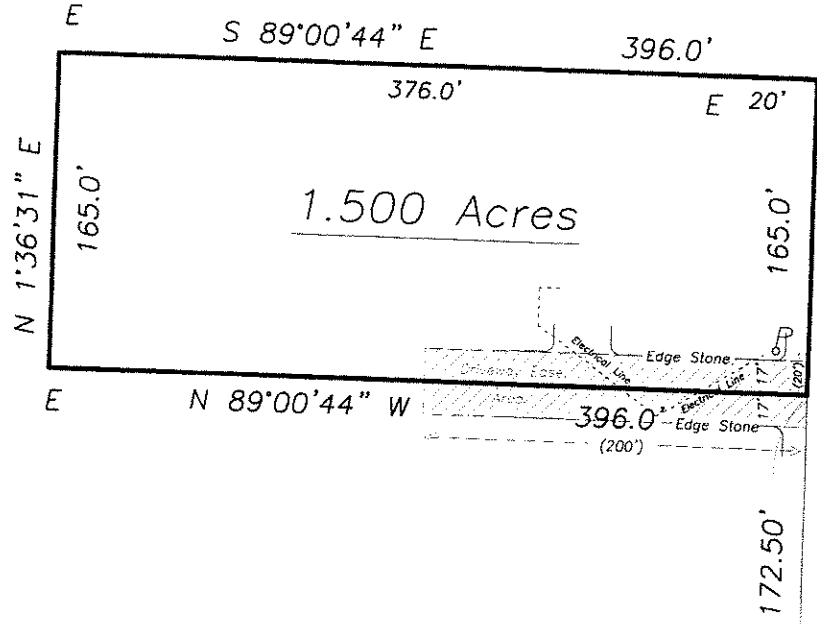 E
S 89°00'44" E
396.0'
376.0'
E 20'
N 1°36'31" E
165.0'
1.500 Acres
165.0'
Electrical Line
Edge Stone
Driveway Ease.
Area
17'
(20')
Electrical Line
17'
E
N 89°00'44" W
396.0'
Edge Stone
(200')
172.50'